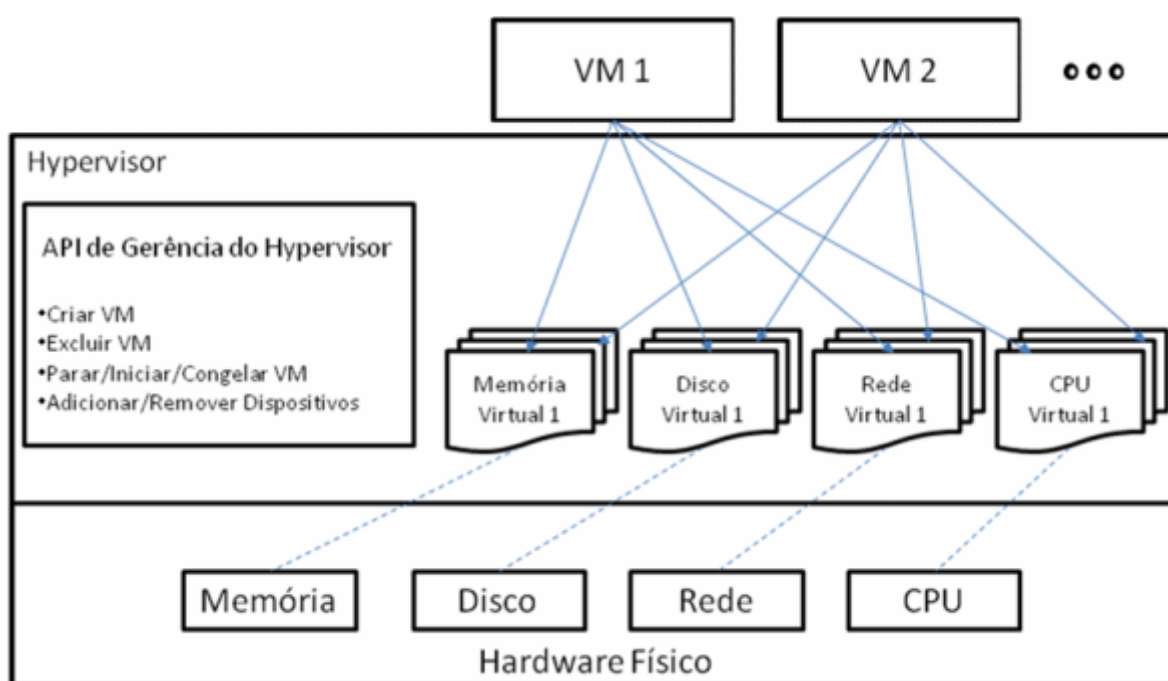 VM 1
VM 2
Hypervisor
API de Gerência do Hypervisor
•Criar VM
•Excluir VM
•Parar/Iniciar/Congelar VM
•Adicionar/Remover Dispositivos
Memória
Virtual 1
Disco
Virtual 1
Rede
Virtual 1
CPU
Virtual 1
Memória
Disco
Rede
CPU
Hardware Físico